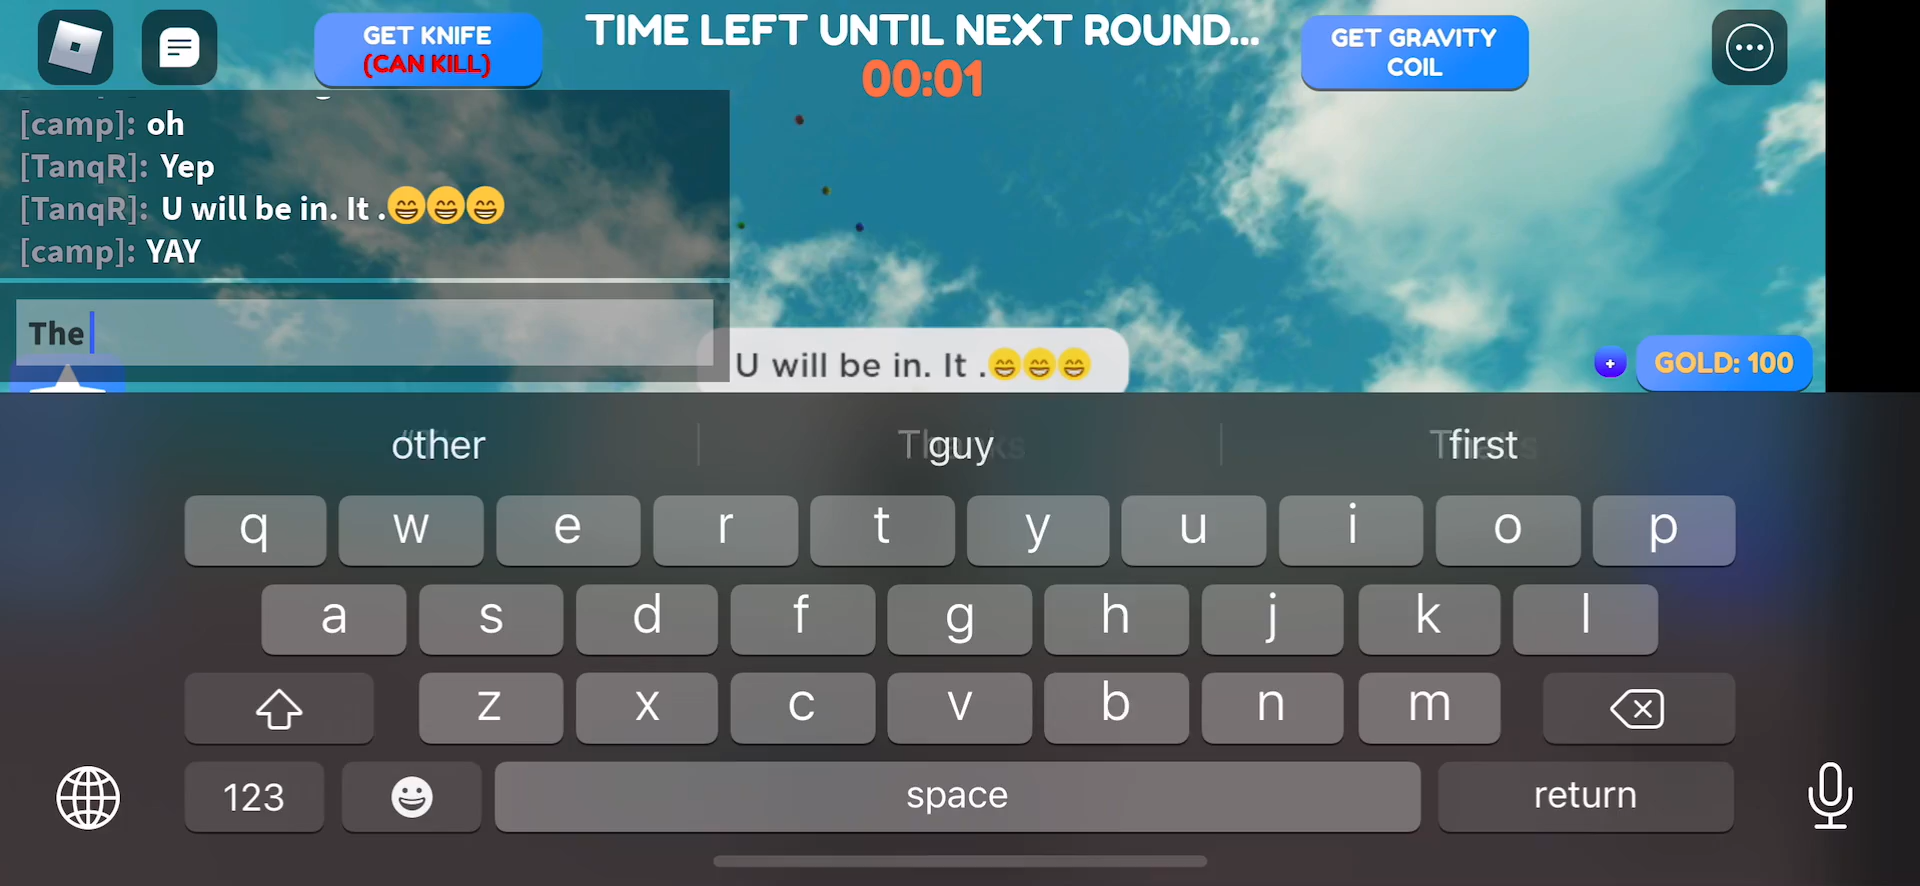 GET KNIFE
(CAN KILL)
TIME LEFT UNTIL NEXT ROUND...
00:01
GET GRAVITY
COIL
[camp]: oh
[TanqR]: Yep
[TanqR]: U will be in. It .😁😁😁
[camp]: YAY
The
U will be in. It .😁😁😁
+
GOLD: 100
other guy first
q w e r t y u i o p
a s d f g h j k l
z x c v b n m
123 space return